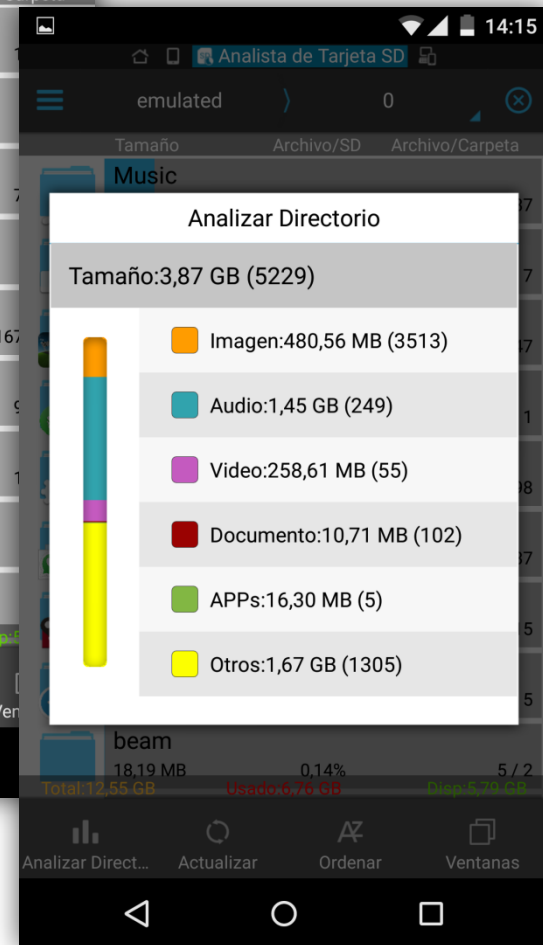 14:15
Analista de Tarjeta SD
emulated 0
Tamaño Archivo/SD Archivo/Carpeta
Music
Analizar Directorio
Tamaño:3,87 GB (5229)
Imagen:480,56 MB (3513)
Audio:1,45 GB (249)
Video:258,61 MB (55)
Documento:10,71 MB (102)
APPs:16,30 MB (5)
Otros:1,67 GB (1305)
beam
18,19 MB 0,14% 5 / 2
Total:12,55 GB Usado:6,76 GB Disp:5,79 GB
Analizar Direct... Actualizar Ordenar Ventanas